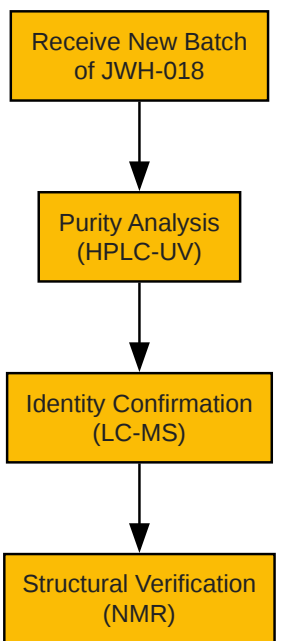 Receive New Batch
of JWH-018
Purity Analysis
(HPLC-UV)
Identity Confirmation
(LC-MS)
Structural Verification
(NMR)